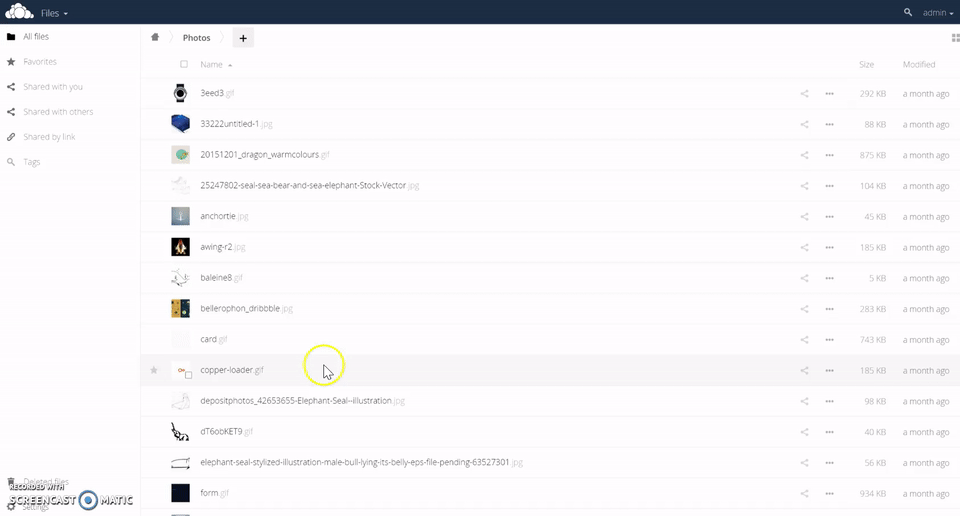 Files
admin
All files
Photos
+
Favorites
Name
Size
Modified
Shared with you
3eed3.gif
292 KB
a month ago
Shared with others
33222untitled-1.jpg
88 KB
a month ago
Shared by link
20151201_dragon_warmcolours.gif
875 KB
a month ago
Tags
25247802-seal-sea-bear-and-sea-elephant-Stock-Vector.jpg
104 KB
a month ago
anchortie.jpg
45 KB
a month ago
awing-r2.jpg
185 KB
a month ago
baleine8.gif
5 KB
a month ago
bellerophon_dribbble.jpg
283 KB
a month ago
card.gif
743 KB
a month ago
copper-loader.gif
185 KB
a month ago
depositphotos_42653655-Elephant-Seal--illustration.jpg
98 KB
a month ago
dT6obKET9.gif
40 KB
a month ago
elephant-seal-stylized-illustration-male-bull-lying-its-belly-eps-file-pending-63527301.jpg
56 KB
a month ago
form.gif
934 KB
a month ago
Deleted files
RECORDED WITH
SCREENCAST MATIC
Settings